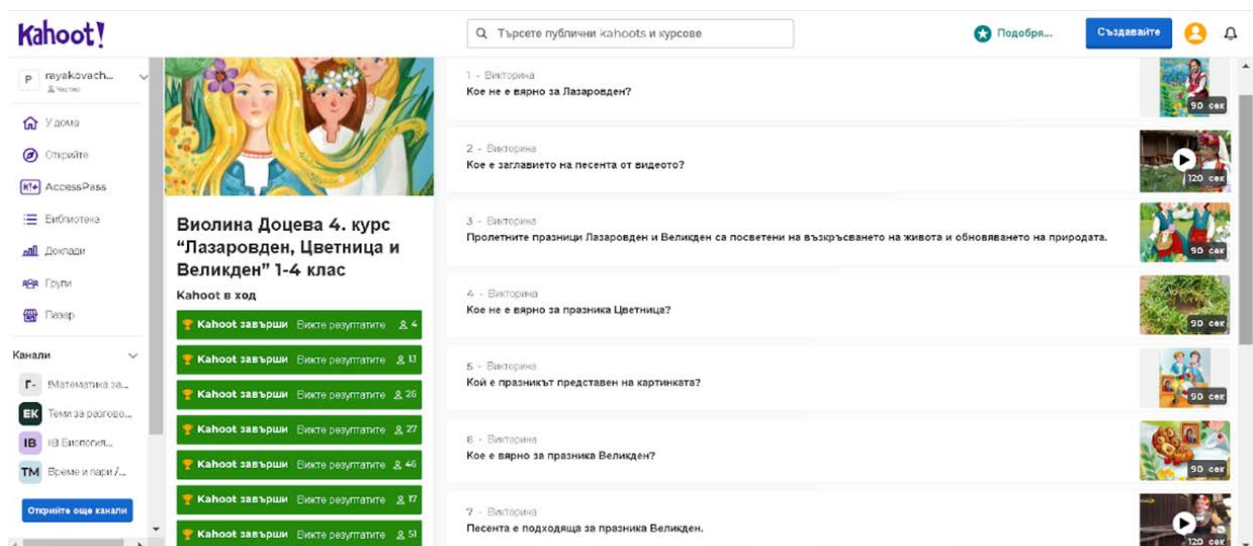 Kahoot!
Търсете публични kahoots и курсове
Подобря...
Създавайте
P
rayakovach...
Честно
У дома
Открийте
K!+
AccessPass
Библиотека
Доклади
Групи
Пазар
Канали
Г-
!Математика за...
EK
Теми за разгово...
IB
IB Биология...
TM
Време и пари /...
Открийте още канали
Виолина Доцева 4. курс
“Лазаровден, Цветница и
Великден” 1-4 клас
Kahoot в ход
Kahoot завърши Вижте резултатите 4
Kahoot завърши Вижте резултатите 13
Kahoot завърши Вижте резултатите 26
Kahoot завърши Вижте резултатите 27
Kahoot завърши Вижте резултатите 46
Kahoot завърши Вижте резултатите 17
Kahoot завърши Вижте резултатите 51
1 - Викторина
Кое не е вярно за Лазаровден?
90 сек
2 - Викторина
Кое е заглавието на песента от видеото?
120 сек
3 - Викторина
Пролетните празници Лазаровден и Великден са посветени на възкръсването на живота и обновяването на природата.
90 сек
4 - Викторина
Кое не е вярно за празника Цветница?
90 сек
5 - Викторина
Кой е празникът представен на картинката?
90 сек
6 - Викторина
Кое е вярно за празника Великден?
90 сек
7 - Викторина
Песента е подходяща за празника Великден.
120 сек